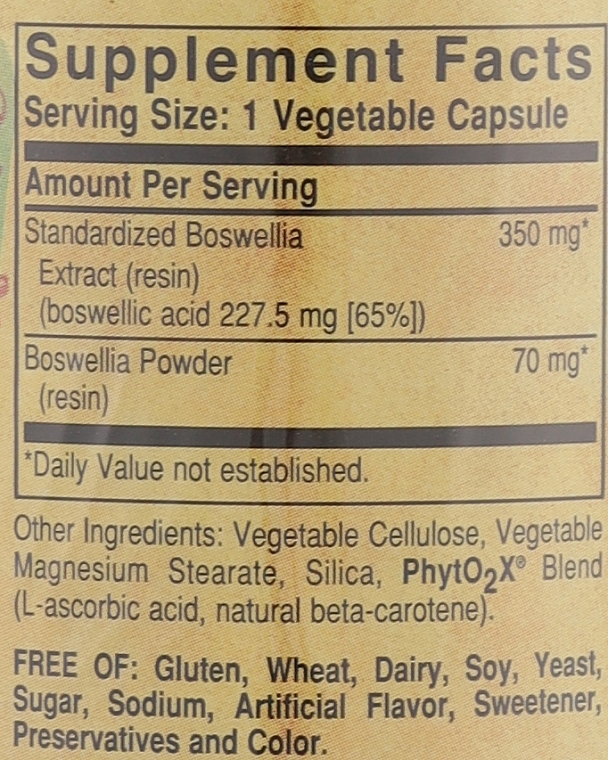 Supplement Facts
Serving Size: 1 Vegetable Capsule
Amount Per Serving
Standardized Boswellia 350 mg*
Extract (resin)
(boswellic acid 227.5 mg [65%])
Boswellia Powder 70 mg*
(resin)
*Daily Value not established.
Other Ingredients: Vegetable Cellulose, Vegetable
Magnesium Stearate, Silica, PhytO₂X® Blend
(L-ascorbic acid, natural beta-carotene).
FREE OF: Gluten, Wheat, Dairy, Soy, Yeast,
Sugar, Sodium, Artificial Flavor, Sweetener,
Preservatives and Color.